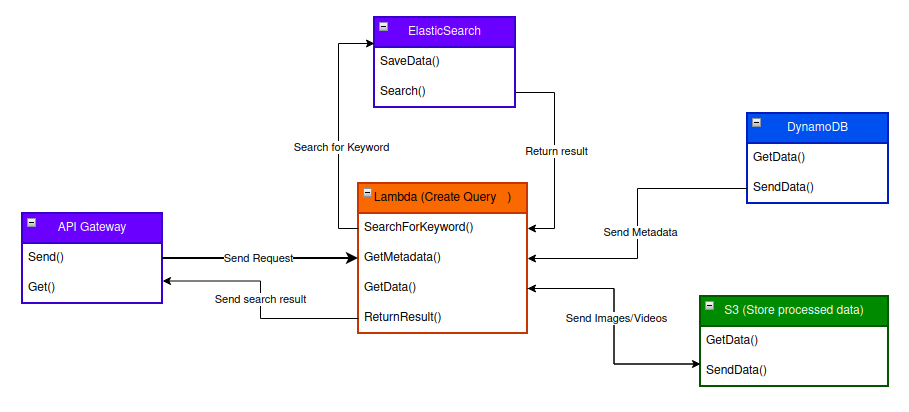 ElasticSearch
SaveData()
Search()
Search for Keyword
Return result
DynamoDB
GetData()
SendData()
Send Metadata
Lambda (Create Query )
SearchForKeyword()
GetMetadata()
GetData()
ReturnResult()
API Gateway
Send()
Get()
Send Request
Send search result
Send Images/Videos
S3 (Store processed data)
GetData()
SendData()